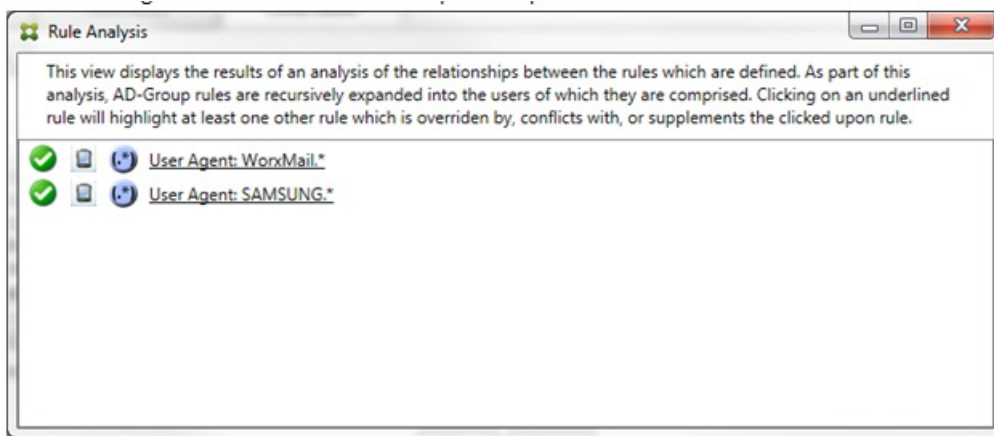 Rule Analysis
This view displays the results of an analysis of the relationships between the rules which are defined. As part of this
analysis, AD-Group rules are recursively expanded into the users of which they are comprised. Clicking on an underlined
rule will highlight at least one other rule which is overriden by, conflicts with, or supplements the clicked upon rule.
(.*) User Agent: WorxMail.*
(.*) User Agent: SAMSUNG.*